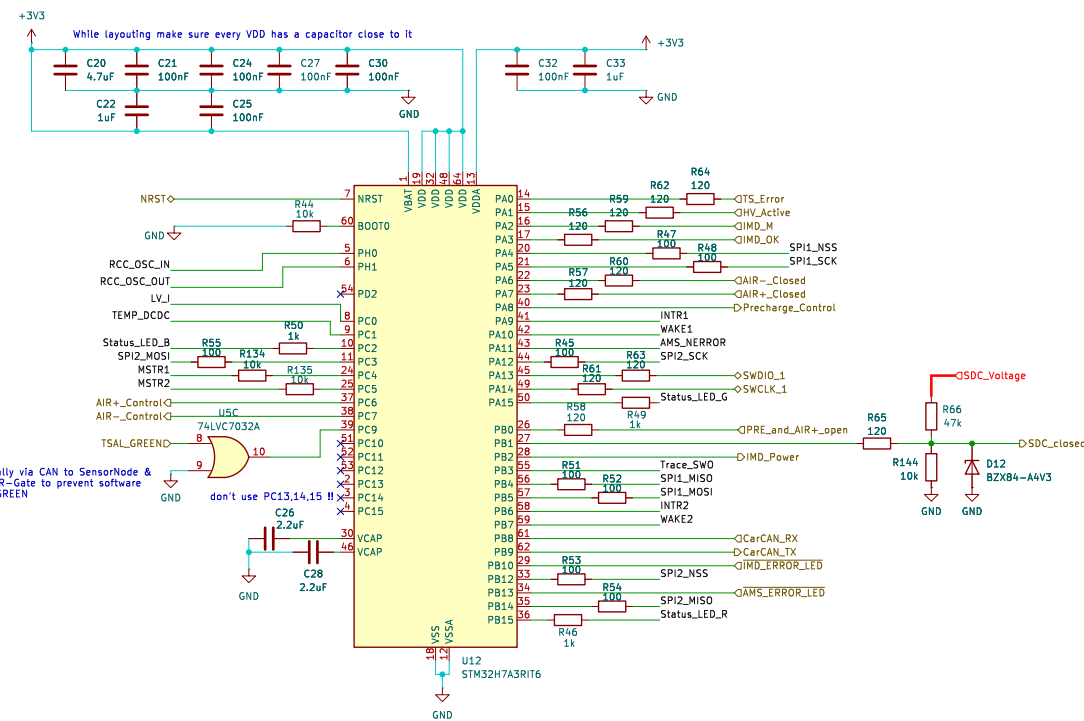 +3V3
While layouting make sure every VDD has a capacitor close to it
+3V3
C20
4.7uF
C21
100nF
C24
100nF
C27
100nF
C30
100nF
C32
100nF
C33
1uF
C22
1uF
C25
100nF
GND
GND
1
19
32
48
64
13
VBAT
VDD
VDD
VDD
VDD
VDDA
NRST
7
NRST
R44
10k
GND
60
BOOT0
RCC_OSC_IN
5
PH0
RCC_OSC_OUT
6
PH1
54
PD2
LV_I
8
PC0
TEMP_DCDC
9
PC1
Status_LED_B
R50
1k
10
PC2
SPI2_MOSI
R55
100
11
PC3
MSTR1
R134
10k
24
PC4
MSTR2
R135
10k
25
PC5
AIR+_Control
37
PC6
AIR-_Control
38
PC7
U5C
74LVC7032A
39
PC9
TSAL_GREEN
8
9
10
GND
51
PC10
52
PC11
53
PC12
2
PC13
3
PC14
4
PC15
ally via CAN to SensorNode &
R-Gate to prevent software
GREEN
don't use PC13,14,15 !!
C26
2.2uF
30
VCAP
46
VCAP
C28
2.2uF
GND
PA0
14
R64
120
TS_Error
PA1
15
R62
120
HV_Active
PA2
16
R59
120
IMD_M
PA3
17
R56
120
IMD_OK
PA4
20
R47
100
SPI1_NSS
PA5
21
R48
100
SPI1_SCK
PA6
22
R60
120
AIR-_Closed
PA7
23
R57
120
AIR+_Closed
PA8
40
Precharge_Control
PA9
41
INTR1
PA10
42
WAKE1
PA11
43
AMS_NERROR
PA12
44
R45
100
SPI2_SCK
PA13
45
R63
120
SWDIO_1
PA14
49
R61
120
SWCLK_1
PA15
50
R49
1k
Status_LED_G
PB0
26
R58
120
PRE_and_AIR+_open
PB1
27
R65
120
SDC_Voltage
R66
47k
SDC_closed
R144
10k
D12
BZX84-A4V3
GND
GND
PB2
28
IMD_Power
PB3
55
Trace_SWO
PB4
56
R51
100
SPI1_MISO
PB5
57
R52
100
SPI1_MOSI
PB6
58
INTR2
PB7
59
WAKE2
PB8
61
CarCAN_RX
PB9
62
CarCAN_TX
PB10
29
IMD_ERROR_LED
PB12
33
R53
100
SPI2_NSS
PB13
34
AMS_ERROR_LED
PB14
35
R54
100
SPI2_MISO
PB15
36
R46
1k
Status_LED_R
VSS
VSSA
18
12
U12
STM32H7A3RIT6
GND